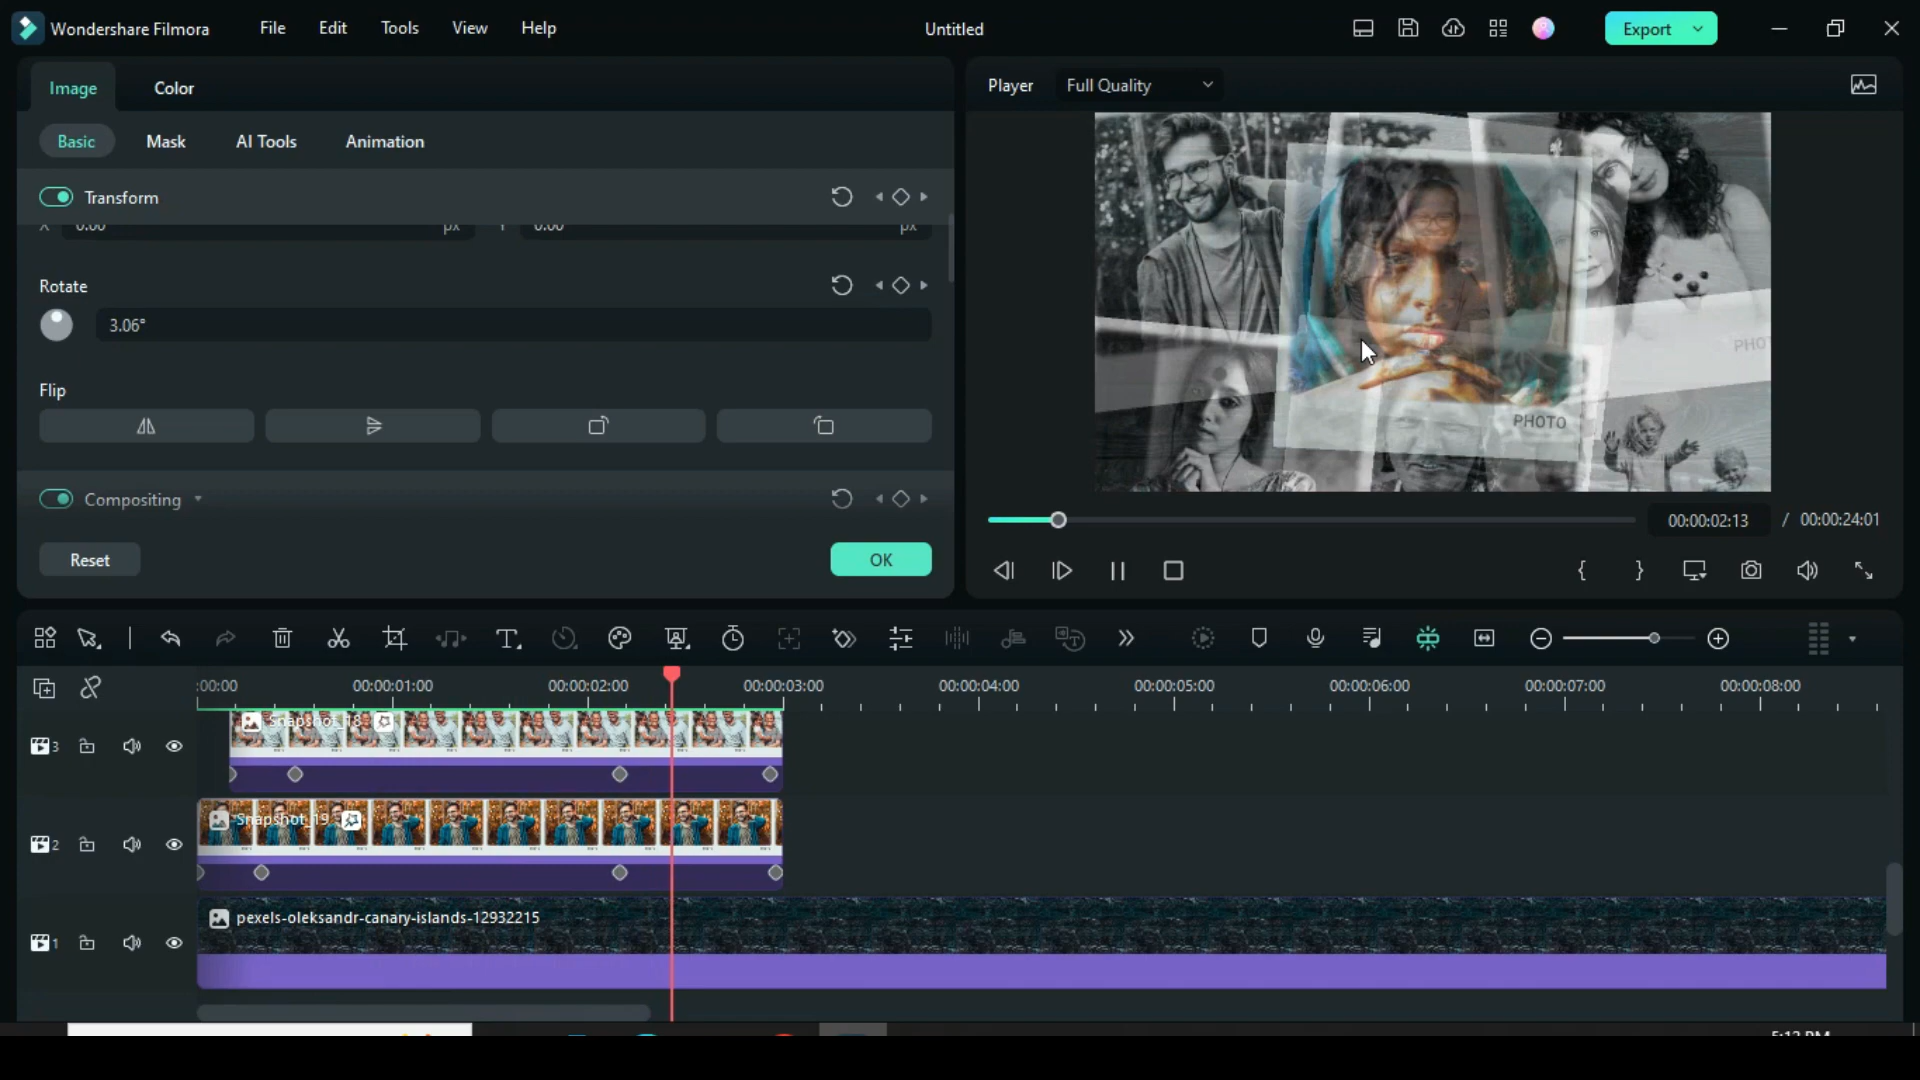 Wondershare Filmora File Edit Tools View Help Untitled Export
Image Color
Player Full Quality
Basic Mask AI Tools Animation
Transform
X 0.00 px Y 0.00 px
Rotate
3.06°
Flip
PHOTO
PHOTO
Compositing
00:00:02:13 / 00:00:24:01
Reset OK
:00:00 00:00:01:00 00:00:02:00 00:00:03:00 00:00:04:00 00:00:05:00 00:00:06:00 00:00:07:00 00:00:08:00
Snapshot_18
3
Snapshot_19
2
pexels-oleksandr-canary-islands-12932215
1
5:12 PM